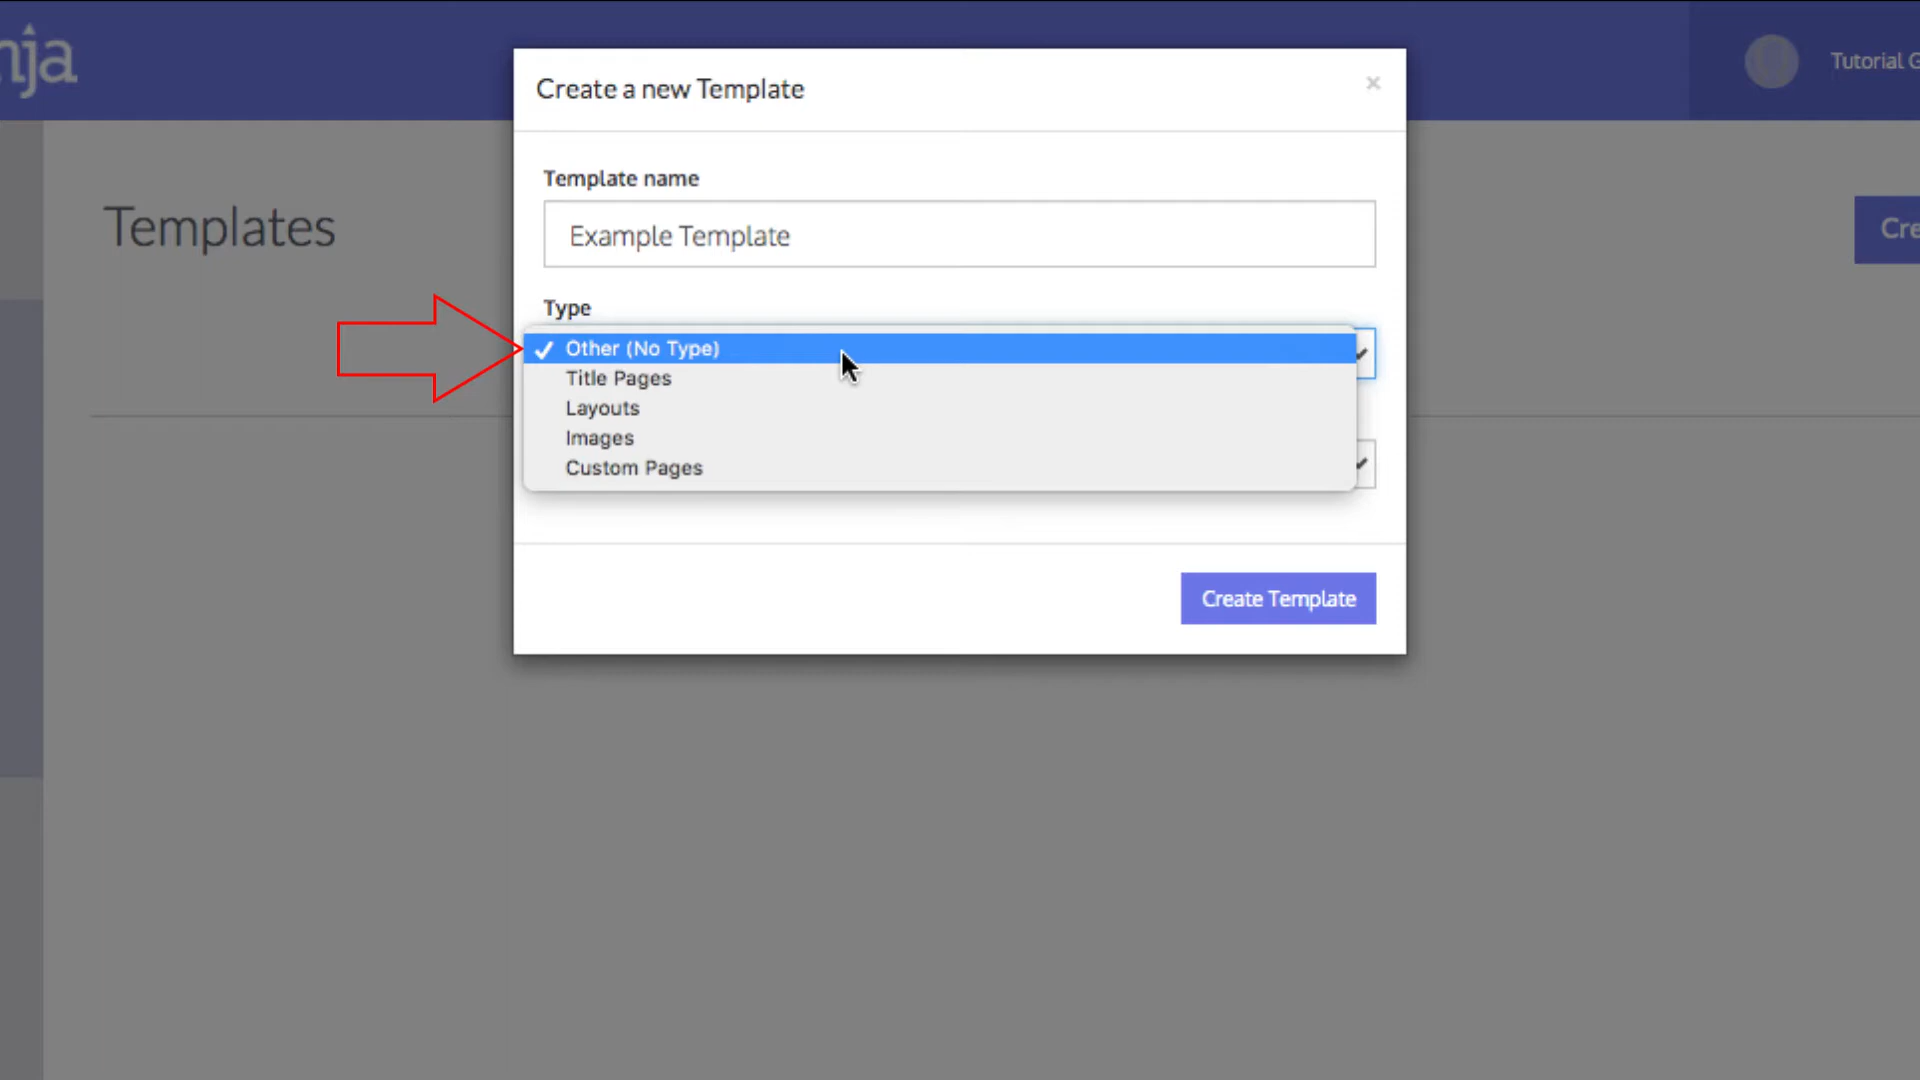 nja
Tutorial G
Create a new Template
×
Template name
Templates
Example Template
Cre
Type
Other (No Type)
Title Pages
Layouts
Images
Custom Pages
Create Template